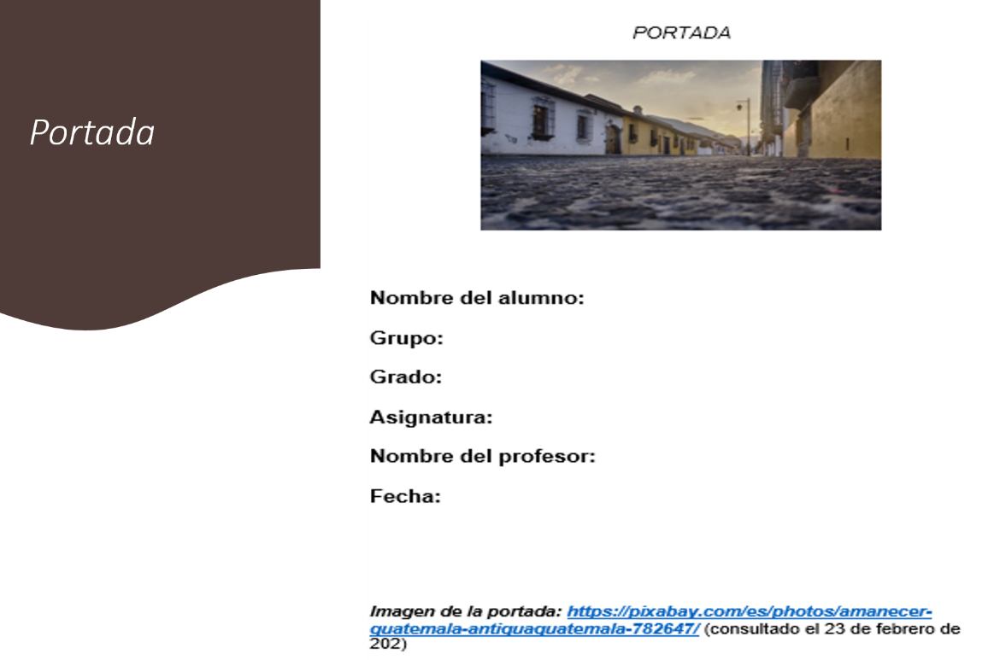 Portada
PORTADA
Nombre del alumno:
Grupo:
Grado:
Asignatura:
Nombre del profesor:
Fecha:
Imagen de la portada: https://pixabay.com/es/photos/amanecer-
guatemala-antiguaguatemala-782647/ (consultado el 23 de febrero de
202)